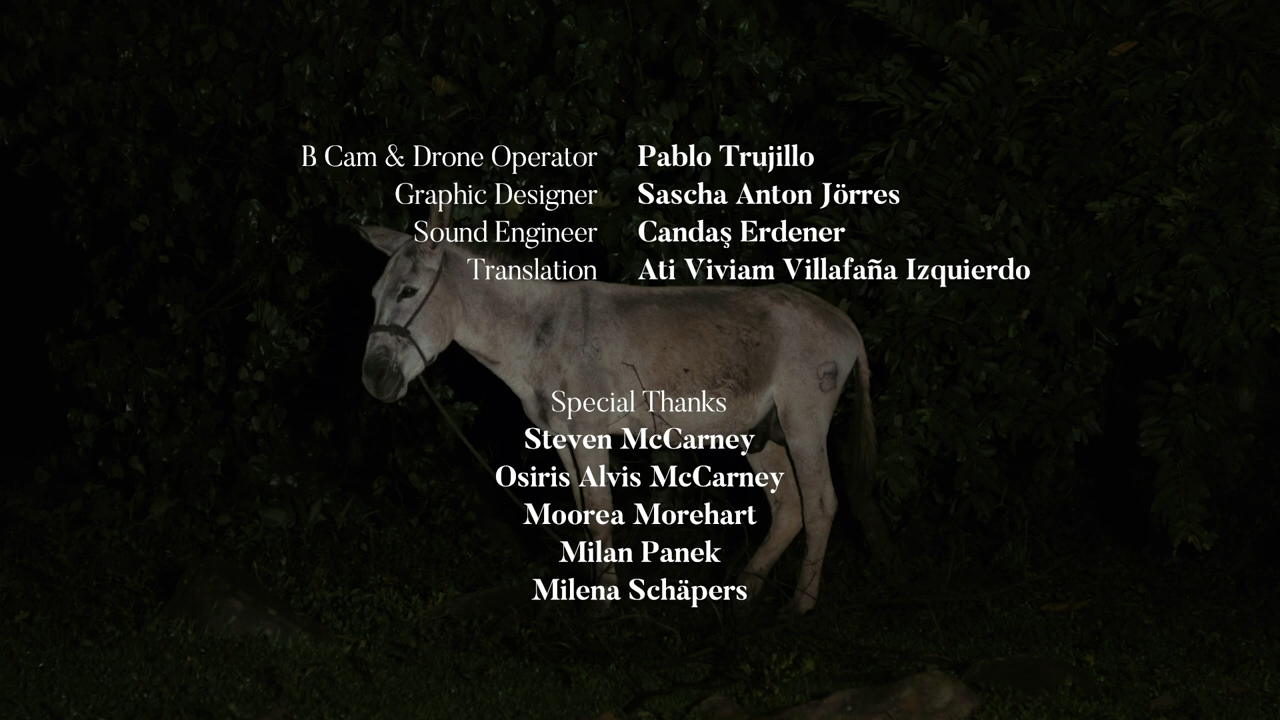 B Cam & Drone Operator Pablo Trujillo
Graphic Designer Sascha Anton Jörres
Sound Engineer Candaş Erdener
Translation Ati Viviam Villafaña Izquierdo
Special Thanks
Steven McCarney
Osiris Alvis McCarney
Moorea Morehart
Milan Panek
Milena Schäpers